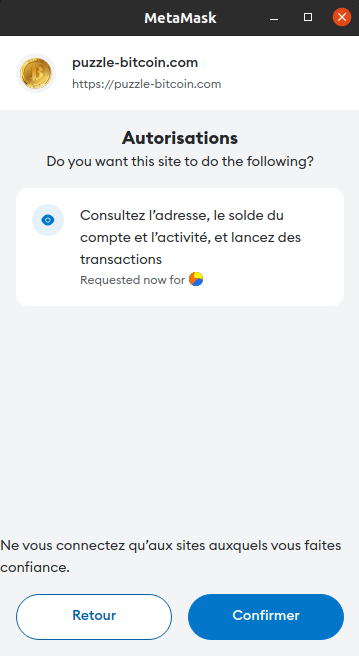 MetaMask
puzzle-bitcoin.com
https://puzzle-bitcoin.com
Autorisations
Do you want this site to do the following?
Consultez l’adresse, le solde du
compte et l’activité, et lancez des
transactions
Requested now for
Ne vous connectez qu’aux sites auxquels vous faites
confiance.
Retour
Confirmer